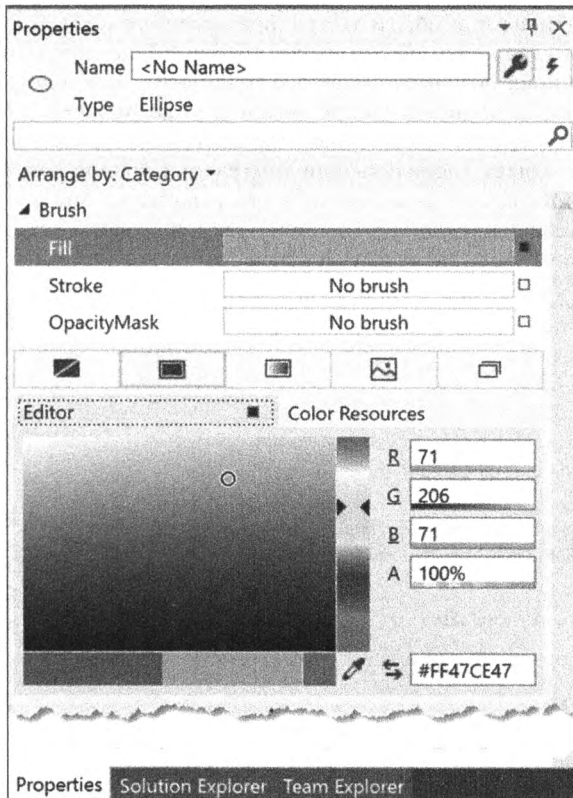 Properties
Name <No Name>
Type Ellipse
Arrange by: Category
Brush
Fill
Stroke No brush
OpacityMask No brush
Editor Color Resources
R 71
G 206
B 71
A 100%
#FF47CE47
Properties Solution Explorer Team Explorer